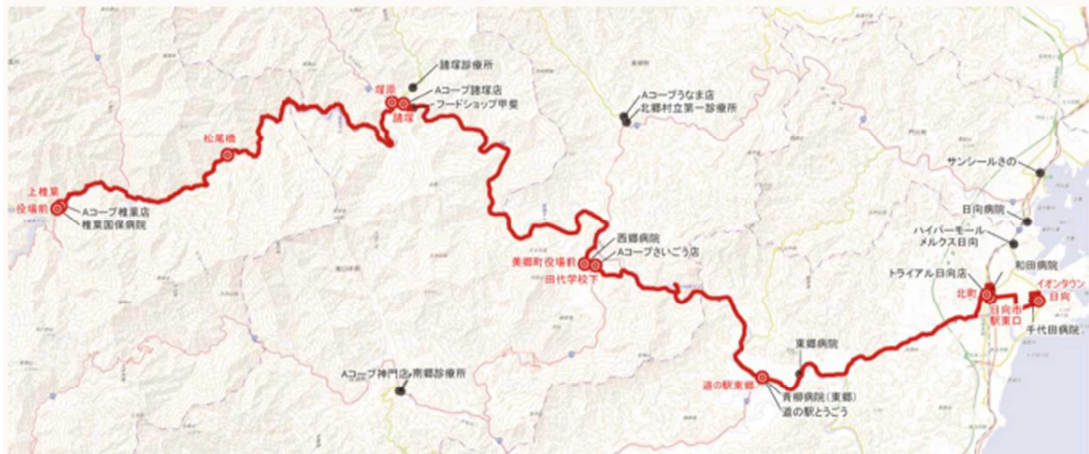 諸塚診療所
塚原
Aコープ諸塚店
フードショップ甲斐
諸塚
Aコープうなま店
北郷村立第一診療所
松尾橋
サンシールさの
上椎葉
役場前
Aコープ椎葉店
椎葉国保病院
日向病院
ハイパーモール
メルクス日向
西郷病院
美郷町役場前
Aコープさいごう店
田代学校下
和田病院
トライアル日向店
北町
イオンタウン
日向
日向市
駅東口
千代田病院
東郷病院
Aコープ神門店
南郷診療所
道の駅東郷
青柳病院(東郷)
道の駅とうごう